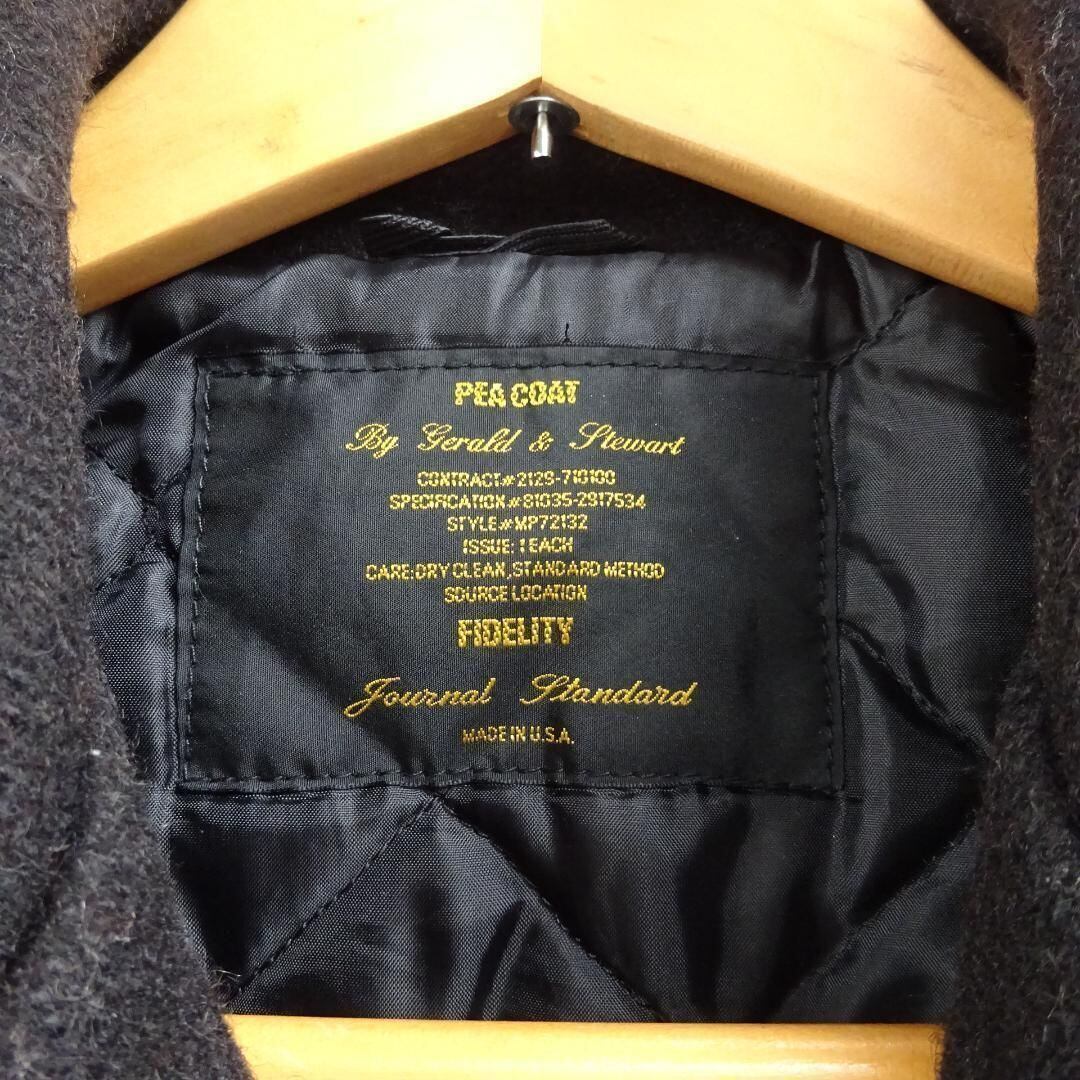 PEA COAT
By Gerald & Stewart
CONTRACT#2129-710100
SPECIFICATION#81035-2917534
STYLE#MP72132
ISSUE: 1 EACH
CARE: DRY CLEAN, STANDARD METHOD
SOURCE LOCATION
FIDELITY
Journal Standard
MADE IN U.S.A.